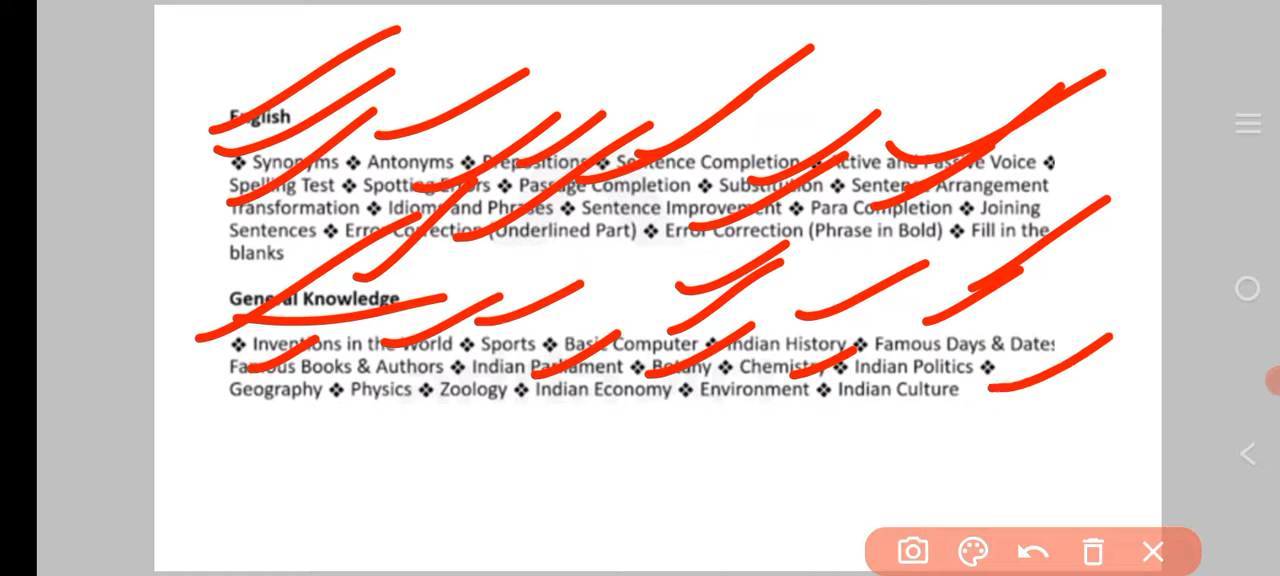 English
❖ Synonyms ❖ Antonyms ❖ Prepositions ❖ Sentence Completion ❖ Active and Passive Voice ❖
Spelling Test ❖ Spotting Errors ❖ Passage Completion ❖ Substitution ❖ Sentence Arrangement
Transformation ❖ Idioms and Phrases ❖ Sentence Improvement ❖ Para Completion ❖ Joining
Sentences ❖ Error Correction (Underlined Part) ❖ Error Correction (Phrase in Bold) ❖ Fill in the
blanks
General Knowledge
❖ Inventions in the World ❖ Sports ❖ Basic Computer ❖ Indian History ❖ Famous Days & Dates
Famous Books & Authors ❖ Indian Parliament ❖ Botany ❖ Chemistry ❖ Indian Politics ❖
Geography ❖ Physics ❖ Zoology ❖ Indian Economy ❖ Environment ❖ Indian Culture